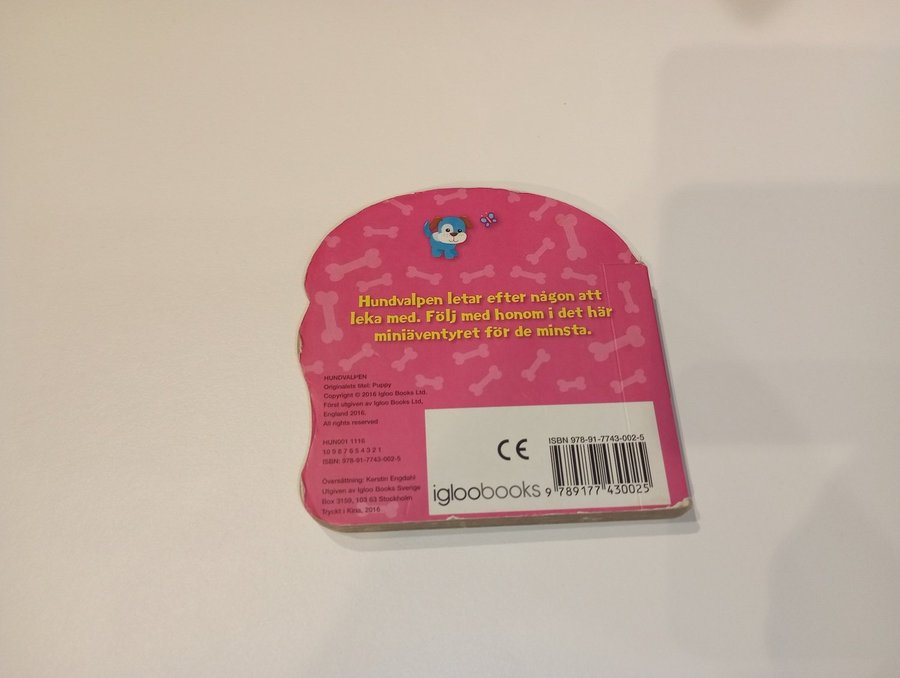 Hundvalpen letar efter någon att
leka med. Följ med honom i det här
miniäventyret för de minsta.
HUNDVALPEN
Originalets titel: Puppy
Copyright © 2016 Igloo Books Ltd.
Först utgiven av Igloo Books Ltd,
England 2016.
All rights reserved
HUN001 1116
10 9 8 7 6 5 4 3 2 1
ISBN: 978-91-7743-002-5
Översättning: Kerstin Engdahl
Utgiven av Igloo Books Sverige
Box 3159, 103 63 Stockholm
Tryckt i Kina, 2016
CE
igloobooks
ISBN 978-91-7743-002-5
9 789177 430025